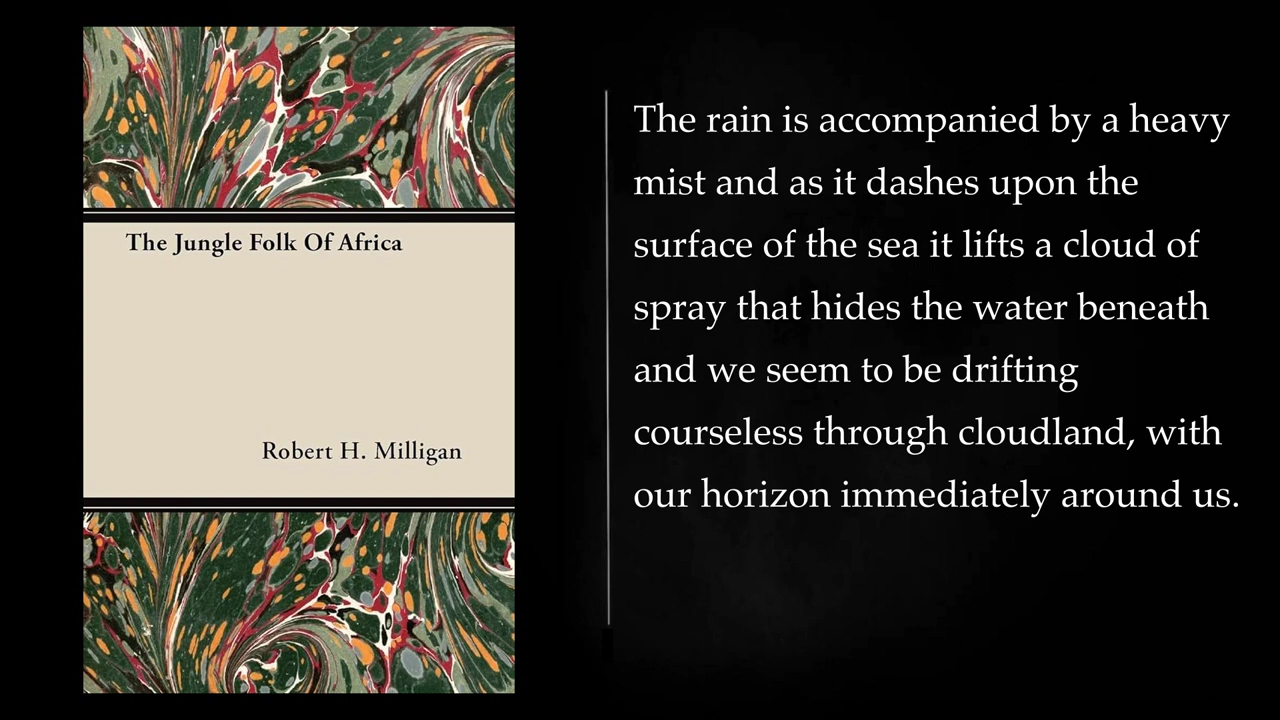 The Jungle Folk Of Africa
Robert H. Milligan
The rain is accompanied by a heavy
mist and as it dashes upon the
surface of the sea it lifts a cloud of
spray that hides the water beneath
and we seem to be drifting
courseless through cloudland, with
our horizon immediately around us.